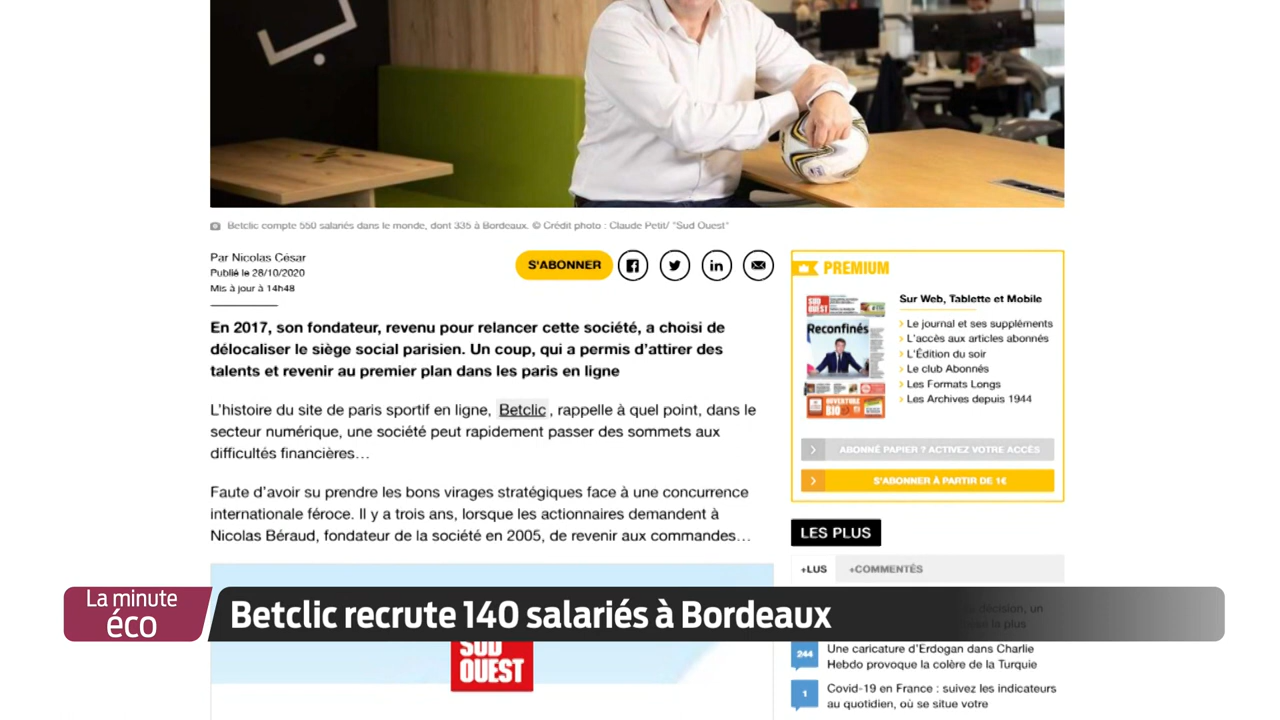 Betclic compte 550 salariés dans le monde, dont 335 à Bordeaux. © Crédit photo : Claude Petit/ "Sud Ouest"
Par Nicolas César
Publié le 28/10/2020
Mis à jour à 14h48
S'ABONNER
En 2017, son fondateur, revenu pour relancer cette société, a choisi de
délocaliser le siège social parisien. Un coup, qui a permis d'attirer des
talents et revenir au premier plan dans les paris en ligne
L'histoire du site de paris sportif en ligne, Betclic, rappelle à quel point, dans le
secteur numérique, une société peut rapidement passer des sommets aux
difficultés financières…
Faute d'avoir su prendre les bons virages stratégiques face à une concurrence
internationale féroce. Il y a trois ans, lorsque les actionnaires demandent à
Nicolas Béraud, fondateur de la société en 2005, de revenir aux commandes…
PREMIUM
SUD OUEST
Reconfinés
OUVERTURE
BIO
Sur Web, Tablette et Mobile
Le journal et ses suppléments
L'accès aux articles abonnés
L'Édition du soir
Le club Abonnés
Les Formats Longs
Les Archives depuis 1944
ABONNÉ PAPIER ? ACTIVEZ VOTRE ACCÈS
S'ABONNER À PARTIR DE 1€
LES PLUS
+LUS
+COMMENTÉS
décision, un
la plus
244
Une caricature d'Erdogan dans Charlie
Hebdo provoque la colère de la Turquie
1
Covid-19 en France : suivez les indicateurs
au quotidien, où se situe votre
La minute
éco
Betclic recrute 140 salariés à Bordeaux
SUD
OUEST